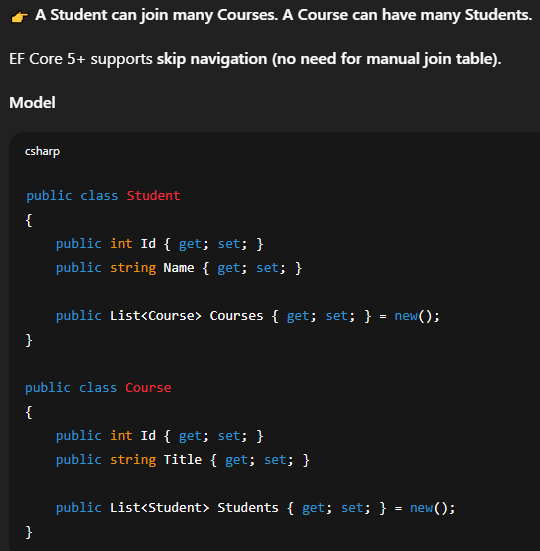 👉 A Student can join many Courses. A Course can have many Students.
EF Core 5+ supports skip navigation (no need for manual join table).
Model
csharp
public class Student
{
    public int Id { get; set; }
    public string Name { get; set; }
    public List<Course> Courses { get; set; } = new();
}
public class Course
{
    public int Id { get; set; }
    public string Title { get; set; }
    public List<Student> Students { get; set; } = new();
}